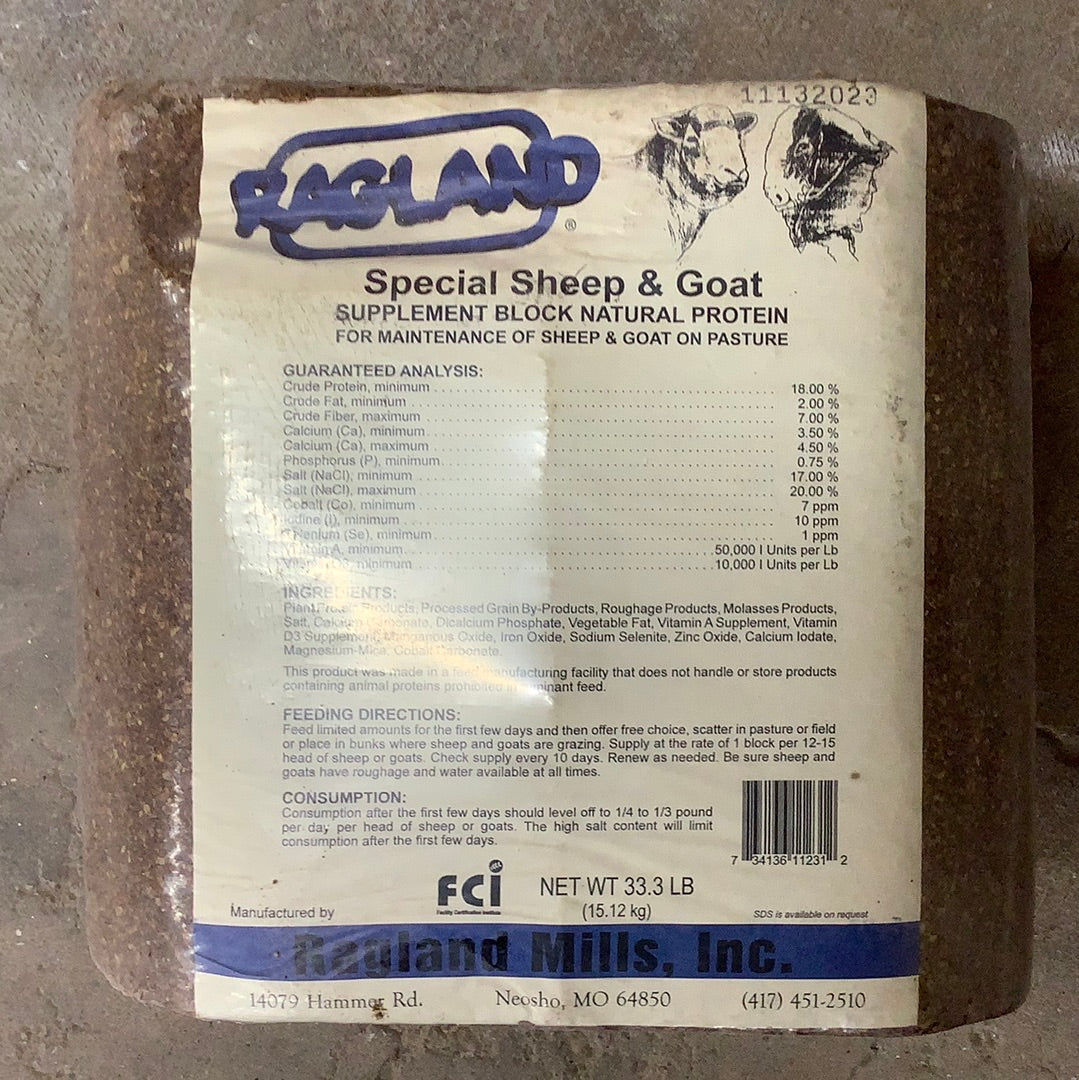 11132023
RAGLAND
®
Special Sheep & Goat
SUPPLEMENT BLOCK NATURAL PROTEIN
FOR MAINTENANCE OF SHEEP & GOAT ON PASTURE
GUARANTEED ANALYSIS:
Crude Protein, minimum 18.00 %
Crude Fat, minimum 2.00 %
Crude Fiber, maximum 7.00 %
Calcium (Ca), minimum 3.50 %
Calcium (Ca), maximum 4.50 %
Phosphorus (P), minimum 0.75 %
Salt (NaCl), minimum 17.00 %
Salt (NaCl), maximum 20.00 %
Cobalt (Co), minimum 7 ppm
Iodine (I), minimum 10 ppm
Selenium (Se), minimum 1 ppm
Vitamin A, minimum 50,000 I Units per Lb
Vitamin D3, minimum 10,000 I Units per Lb
INGREDIENTS:
Plant Protein Products, Processed Grain By-Products, Roughage Products, Molasses Products,
Salt, Calcium Carbonate, Dicalcium Phosphate, Vegetable Fat, Vitamin A Supplement, Vitamin
D3 Supplement, Manganous Oxide, Iron Oxide, Sodium Selenite, Zinc Oxide, Calcium Iodate,
Magnesium-Mica, Cobalt Carbonate.
This product was made in a feed manufacturing facility that does not handle or store products
containing animal proteins prohibited in ruminant feed.
FEEDING DIRECTIONS:
Feed limited amounts for the first few days and then offer free choice, scatter in pasture or field
or place in bunks where sheep and goats are grazing. Supply at the rate of 1 block per 12-15
head of sheep or goats. Check supply every 10 days. Renew as needed. Be sure sheep and
goats have roughage and water available at all times.
CONSUMPTION:
Consumption after the first few days should level off to 1/4 to 1/3 pound
per day per head of sheep or goats. The high salt content will limit
consumption after the first few days.
7 34136 11231 2
FCI
Facility Certification Institute
NET WT 33.3 LB
(15.12 kg)
Manufactured by
SDS is available on request
Ragland Mills, Inc.
14079 Hammer Rd. Neosho, MO 64850 (417) 451-2510